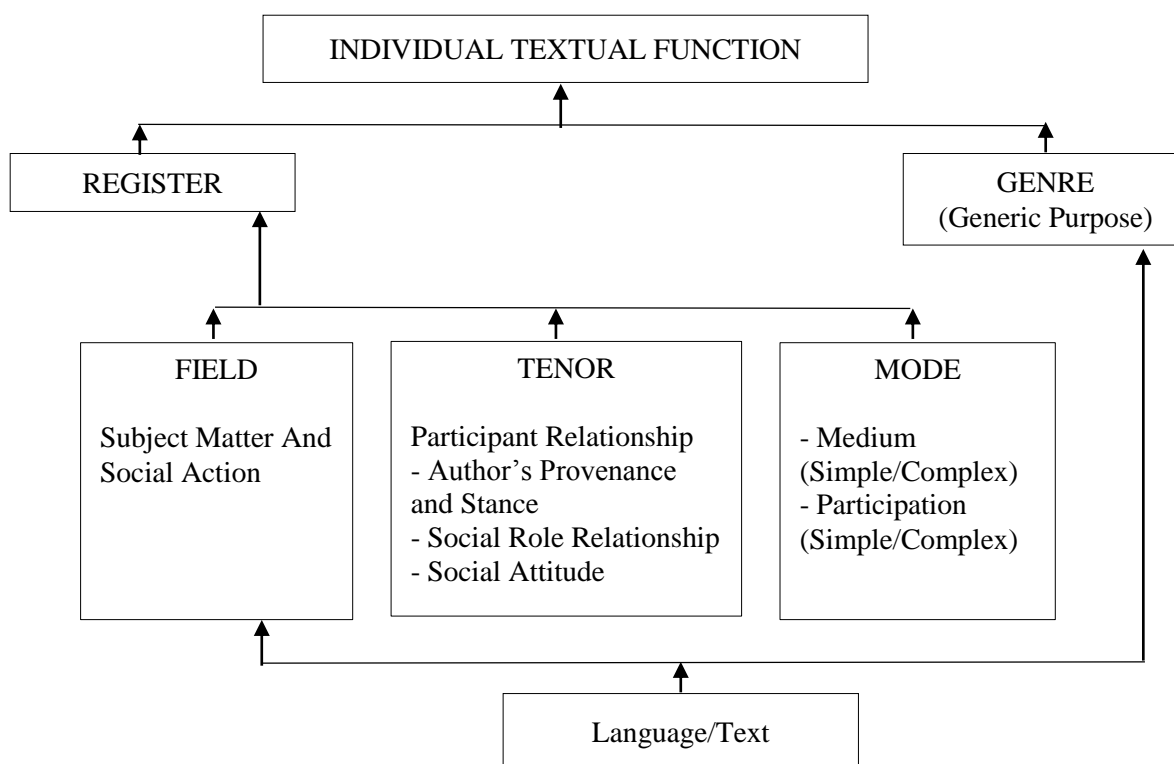 INDIVIDUAL TEXTUAL FUNCTION
REGISTER
GENRE
(Generic Purpose)
FIELD
Subject Matter And
Social Action
TENOR
Participant Relationship
- Author’s Provenance
and Stance
- Social Role Relationship
- Social Attitude
MODE
- Medium
(Simple/Complex)
- Participation
(Simple/Complex)
Language/Text